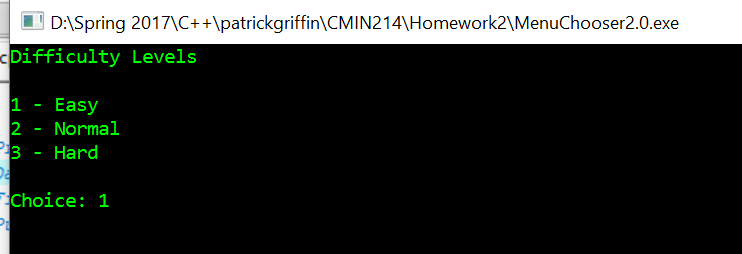 D:\Spring 2017\C++\patrickgriffin\CMIN214\Homework2\MenuChooser2.0.exe
Difficulty Levels
1 - Easy
2 - Normal
3 - Hard
Choice: 1